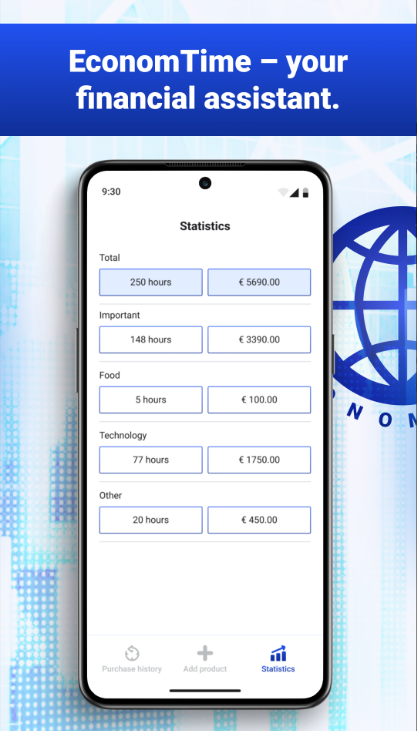 EconomTime – your
financial assistant.
9:30
Statistics
Total
250 hours
€ 5690.00
Important
148 hours
€ 3390.00
Food
5 hours
€ 100.00
Technology
77 hours
€ 1750.00
Other
20 hours
€ 450.00
NOM
Purchase history
Add product
Statistics